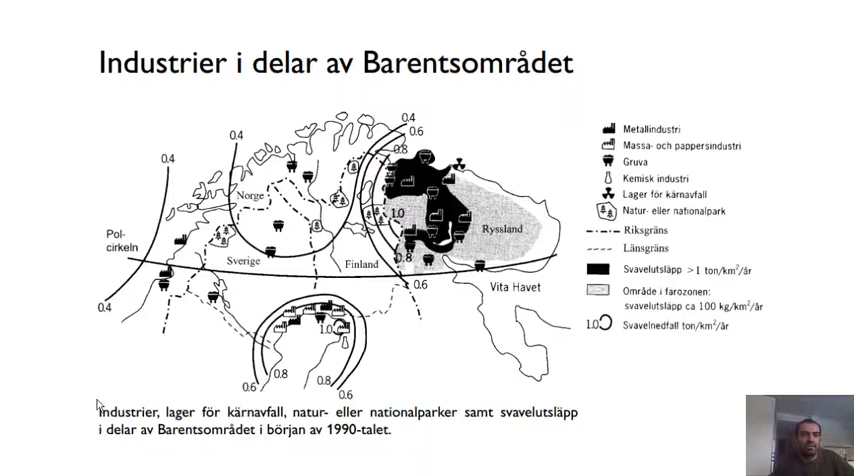 Industrier i delar av Barentsområdet
0.4
0.6
0.8
0.4
0.4
Norge
1.0
Ryssland
Pol-
cirkeln
Sverige
Finland
0.8
0.6
Vita Havet
0.4
1.0
0.6
0.8
0.8
0.6
Metallindustri
Massa- och pappersindustri
Gruva
Kemisk industri
Lager för kärnavfall
Natur- eller nationalpark
Riksgräns
Länsgräns
Svavelutsläpp >1 ton/km²/år
Område i farozonen:
svavelutsläpp ca 100 kg/km²/år
1.0 Svavelnedfall ton/km²/år
Industrier, lager för kärnavfall, natur- eller nationalparker samt svavelutsläpp
i delar av Barentsområdet i början av 1990-talet.